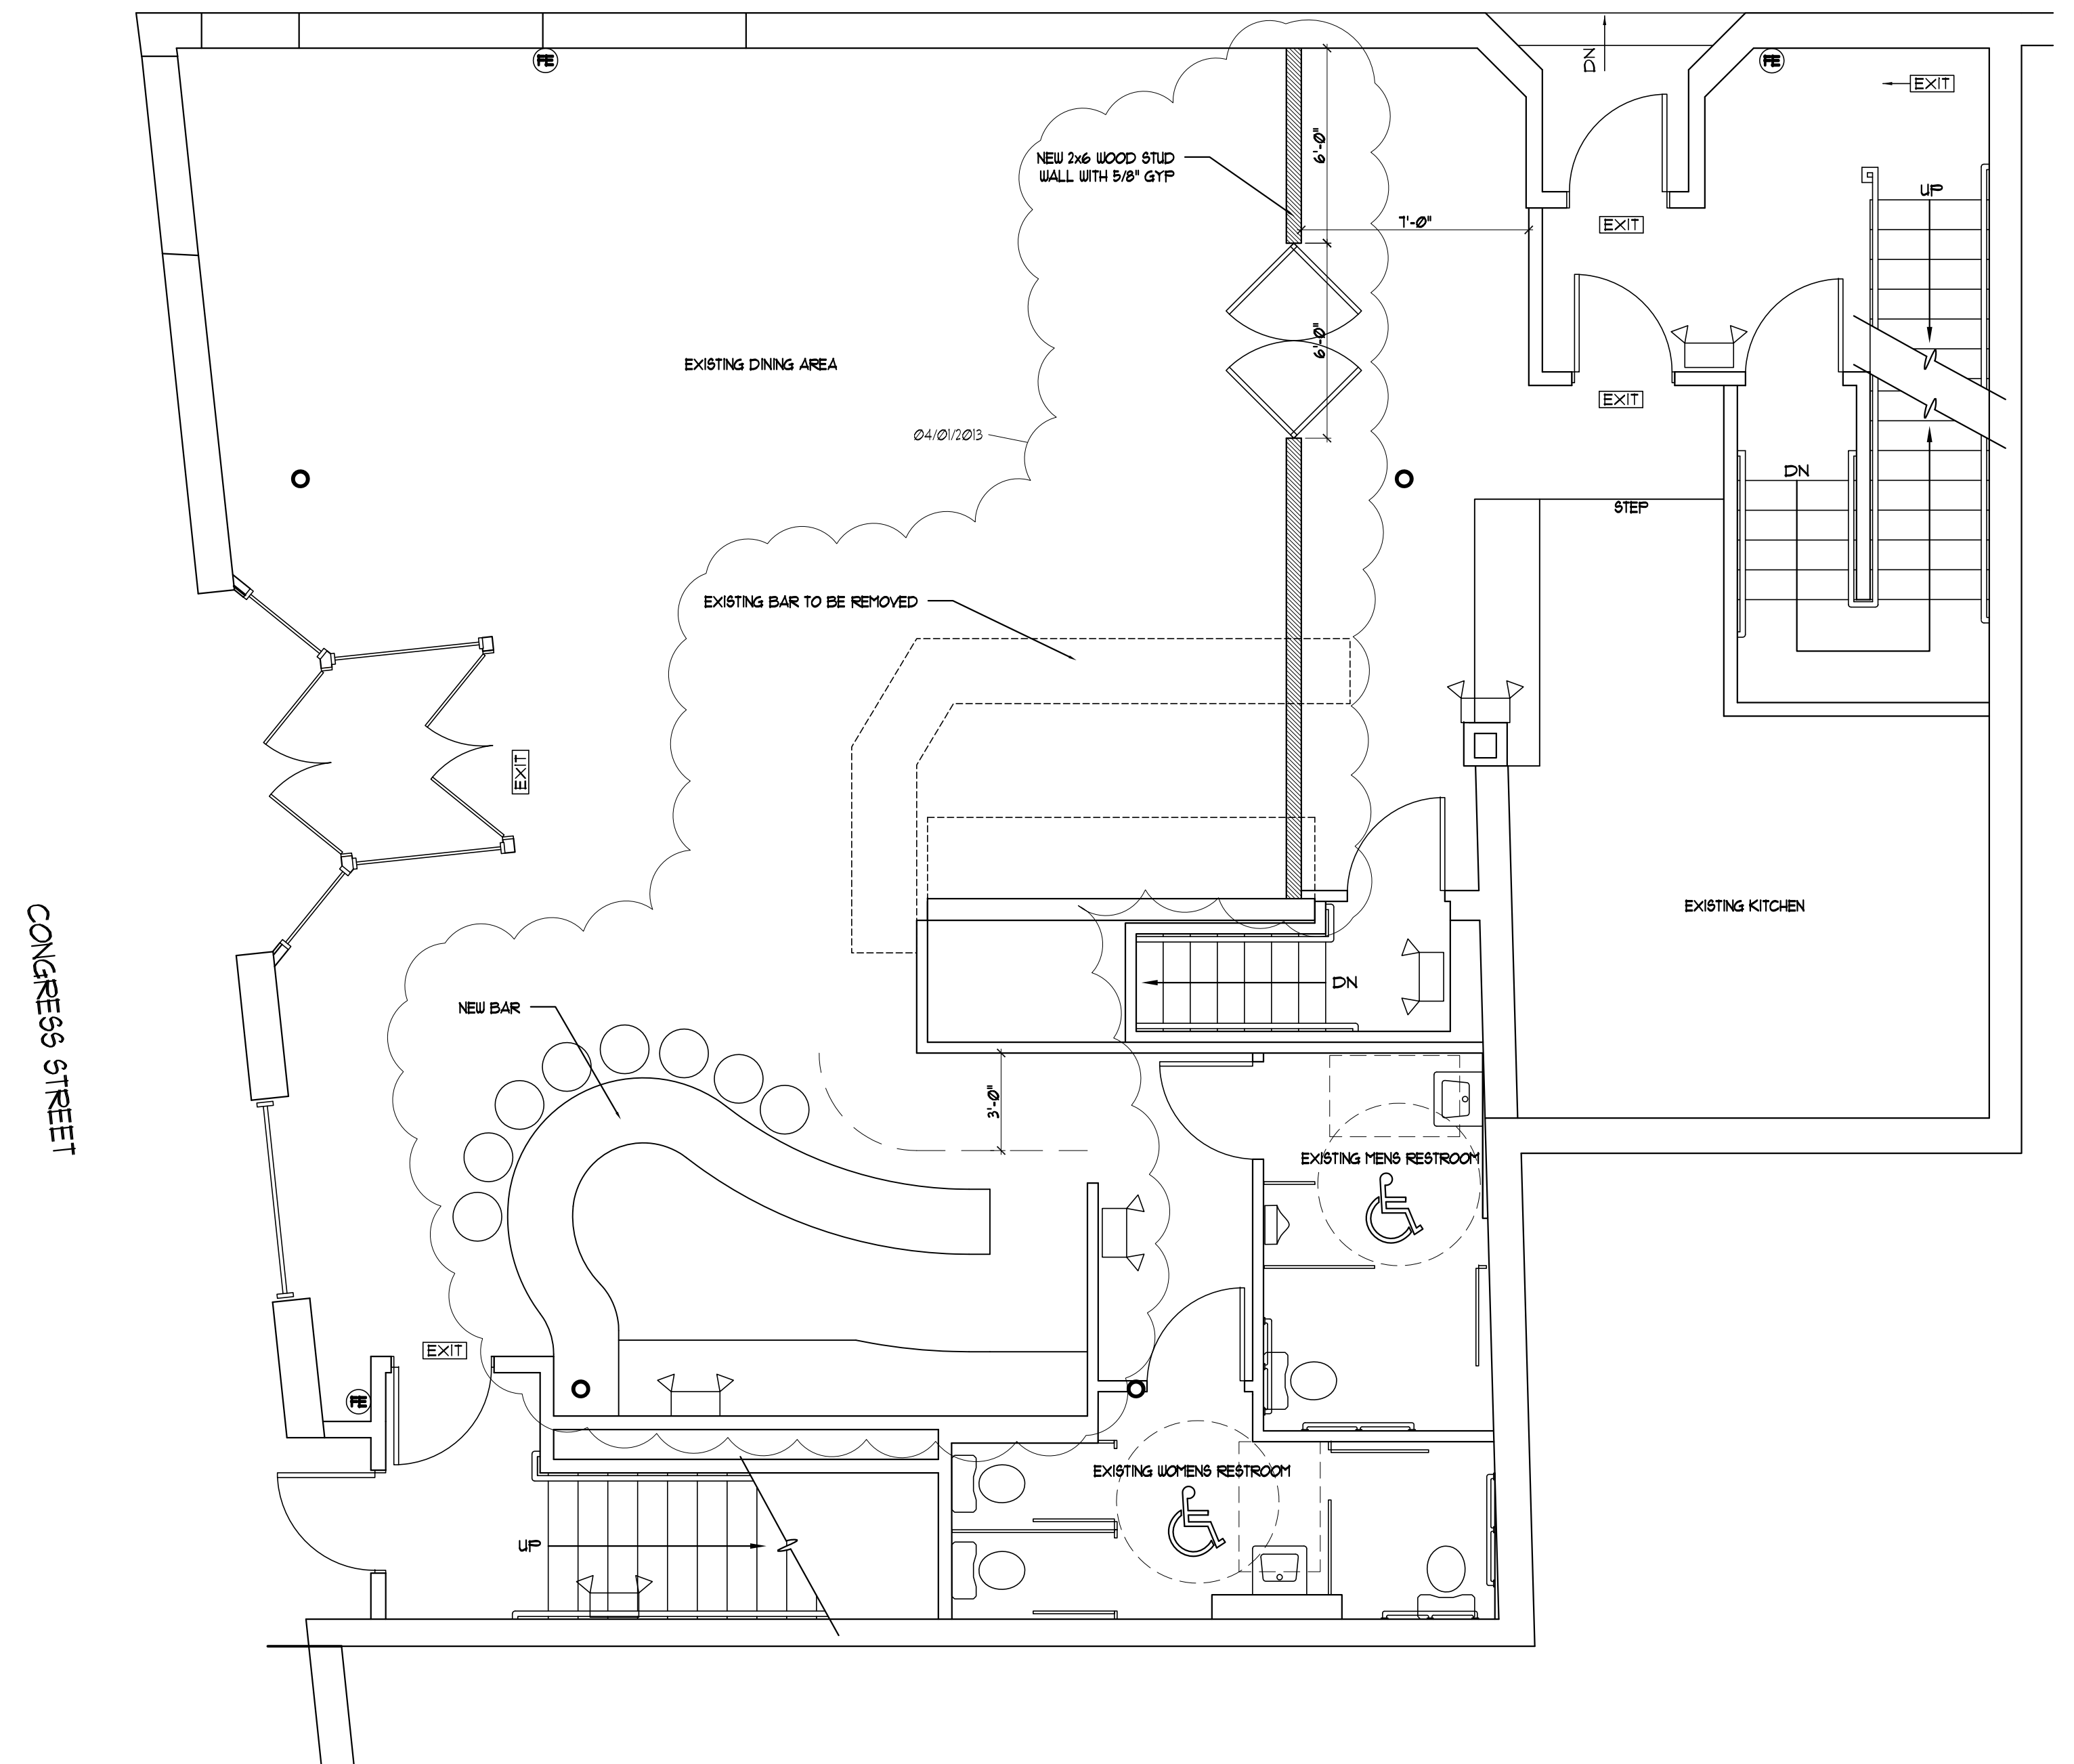 FE
DN
FE
EXIT
6'-0"
NEW 2x6 WOOD STUD
WALL WITH 5/8" GYP
UP
7'-0"
EXIT
6'-0"
EXISTING DINING AREA
EXIT
04/01/2013
DN
STEP
EXISTING BAR TO BE REMOVED
EXIT
EXISTING KITCHEN
CONGRESS STREET
DN
NEW BAR
3'-0"
EXISTING MENS RESTROOM
EXIT
FE
EXISTING WOMENS RESTROOM
UP